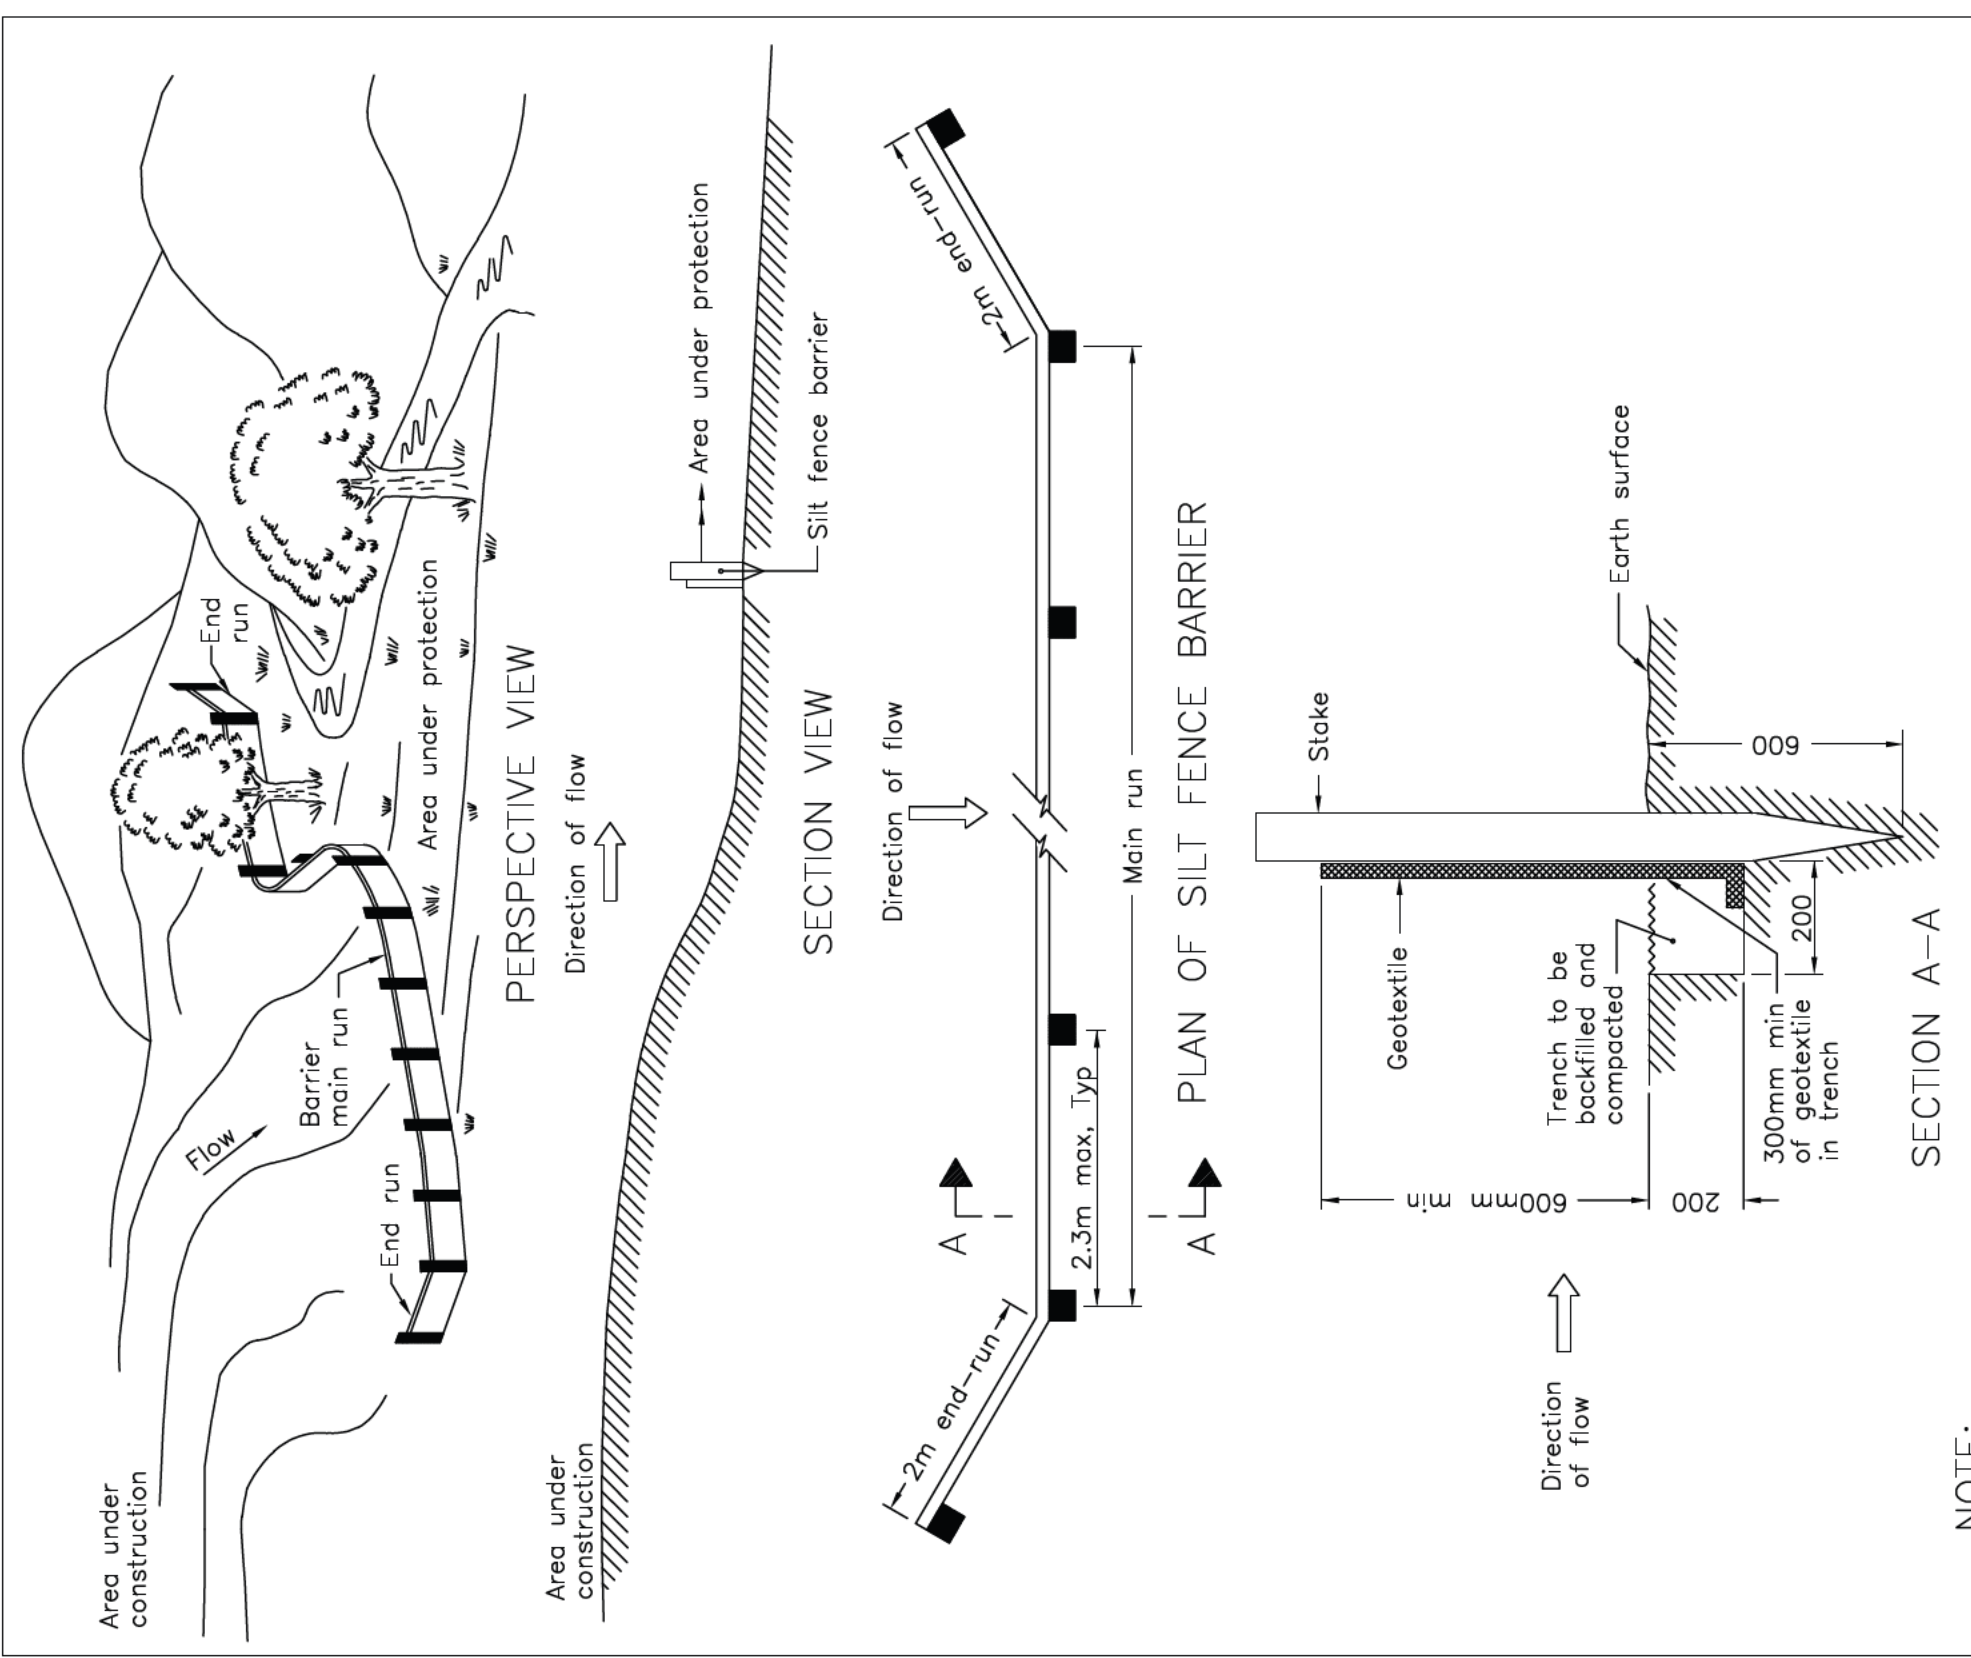 Area under
construction
Flow
End run
Barrier
main run
End
run
Area under protection
PERSPECTIVE VIEW
Direction of flow
Area under
construction
Area under protection
Silt fence barrier
SECTION VIEW
Direction of flow
2m end-run
2m end-run
A
A
2.3m max, Typ
Main run
PLAN OF SILT FENCE BARRIER
Stake
Earth surface
Geotextile
Direction
of flow
600mm min
200
Trench to be
backfilled and
compacted
300mm min
of geotextile
in trench
200
600
SECTION A-A
NOTE: